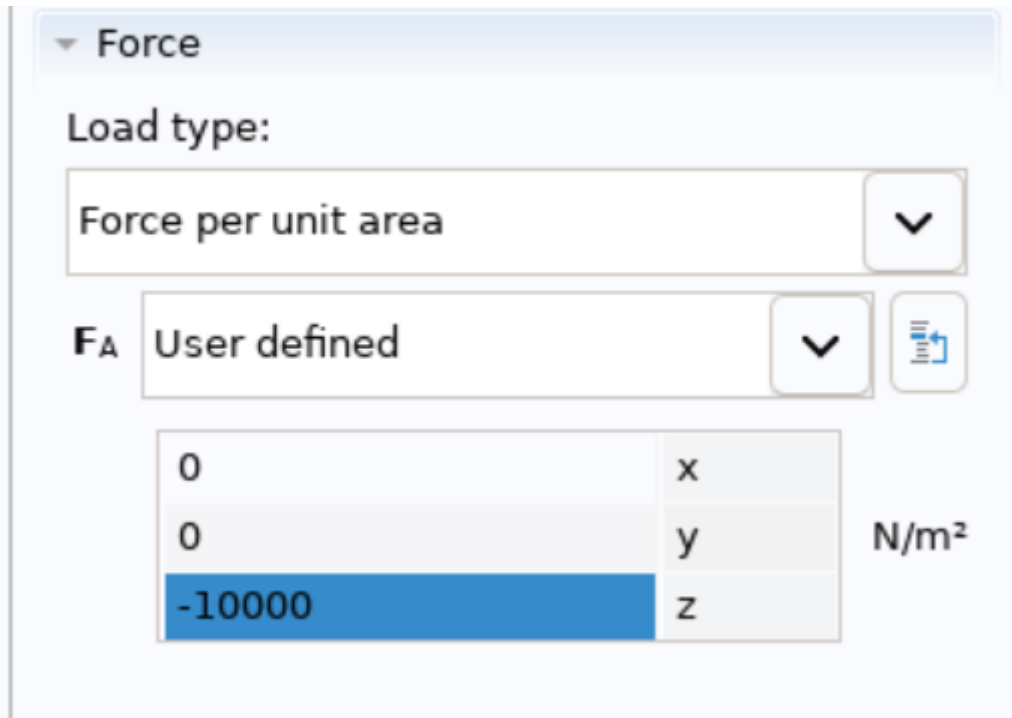 Force
Load type:
Force per unit area
FA User defined
0 x
0 y N/m²
-10000 z